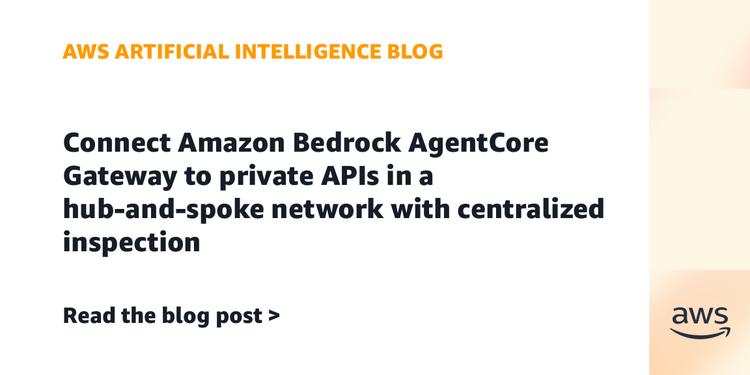 AWS ARTIFICIAL INTELLIGENCE BLOG
Connect Amazon Bedrock AgentCore
Gateway to private APIs in a
hub-and-spoke network with centralized
inspection
Read the blog post >
aws